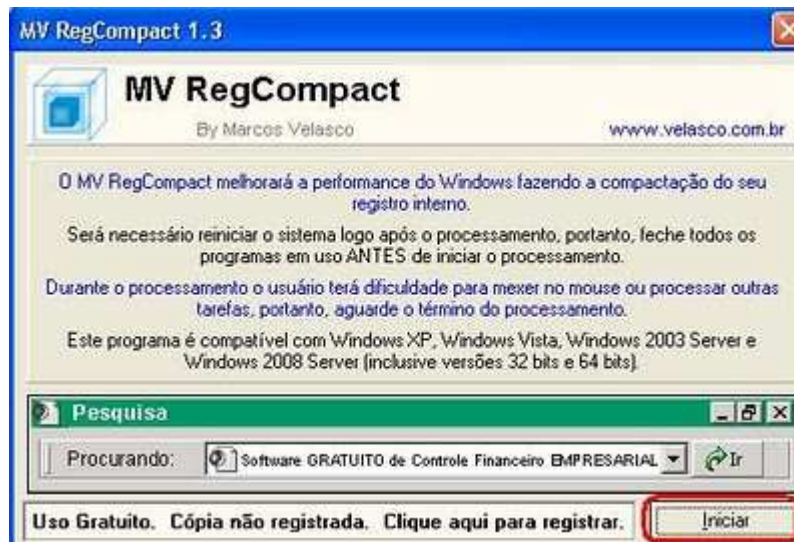 MV RegCompact 1.3
MV RegCompact
By Marcos Velasco
www.velasco.com.br
O MV RegCompact melhorará a performance do Windows fazendo a compactação do seu
registro interno.
Será necessário reiniciar o sistema logo após o processamento, portanto, feche todos os
programas em uso ANTES de iniciar o processamento.
Durante o processamento o usuário terá dificuldade para mexer no mouse ou processar outras
tarefas, portanto, aguarde o término do processamento.
Este programa é compatível com Windows XP, Windows Vista, Windows 2003 Server e
Windows 2008 Server (inclusive versões 32 bits e 64 bits).
Pesquisa
Procurando: Software GRATUITO de Controle Financeiro EMPRESARIAL Ir
Uso Gratuito. Cópia não registrada. Clique aqui para registrar. Iniciar